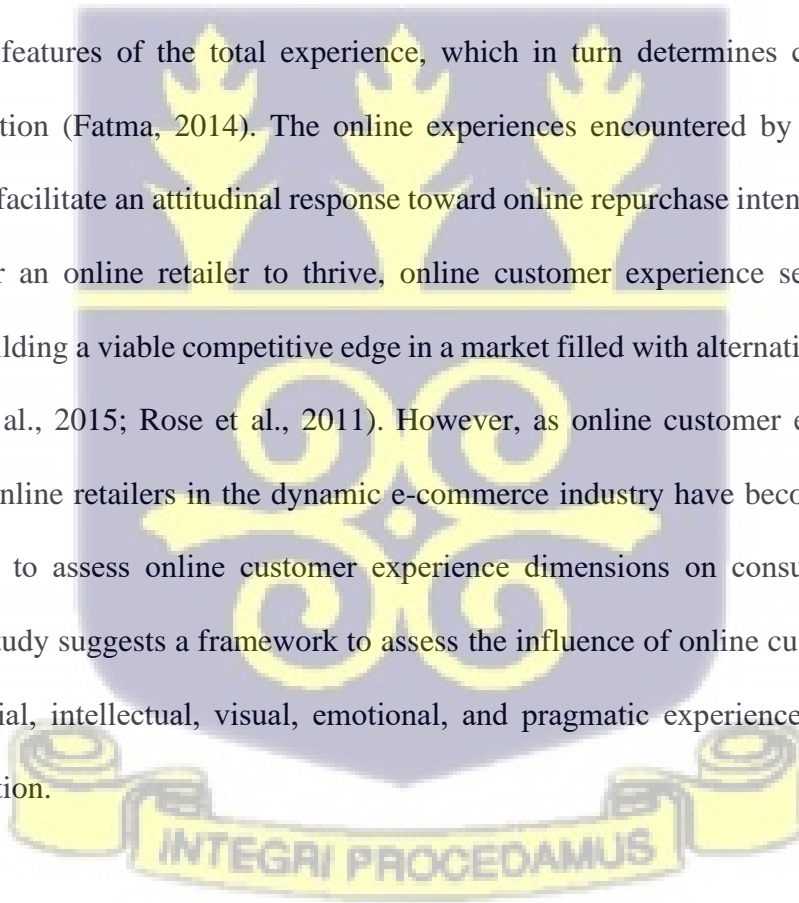 features of the total experience, which in turn determines c
tion (Fatma, 2014). The online experiences encountered by
facilitate an attitudinal response toward online repurchase inten
r an online retailer to thrive, online customer experience se
ilding a viable competitive edge in a market filled with alternati
al., 2015; Rose et al., 2011). However, as online customer e
nline retailers in the dynamic e-commerce industry have beco
to assess online customer experience dimensions on consu
tudy suggests a framework to assess the influence of online cu
ial, intellectual, visual, emotional, and pragmatic experience
tion.
INTEGRI PROCEDAMUS